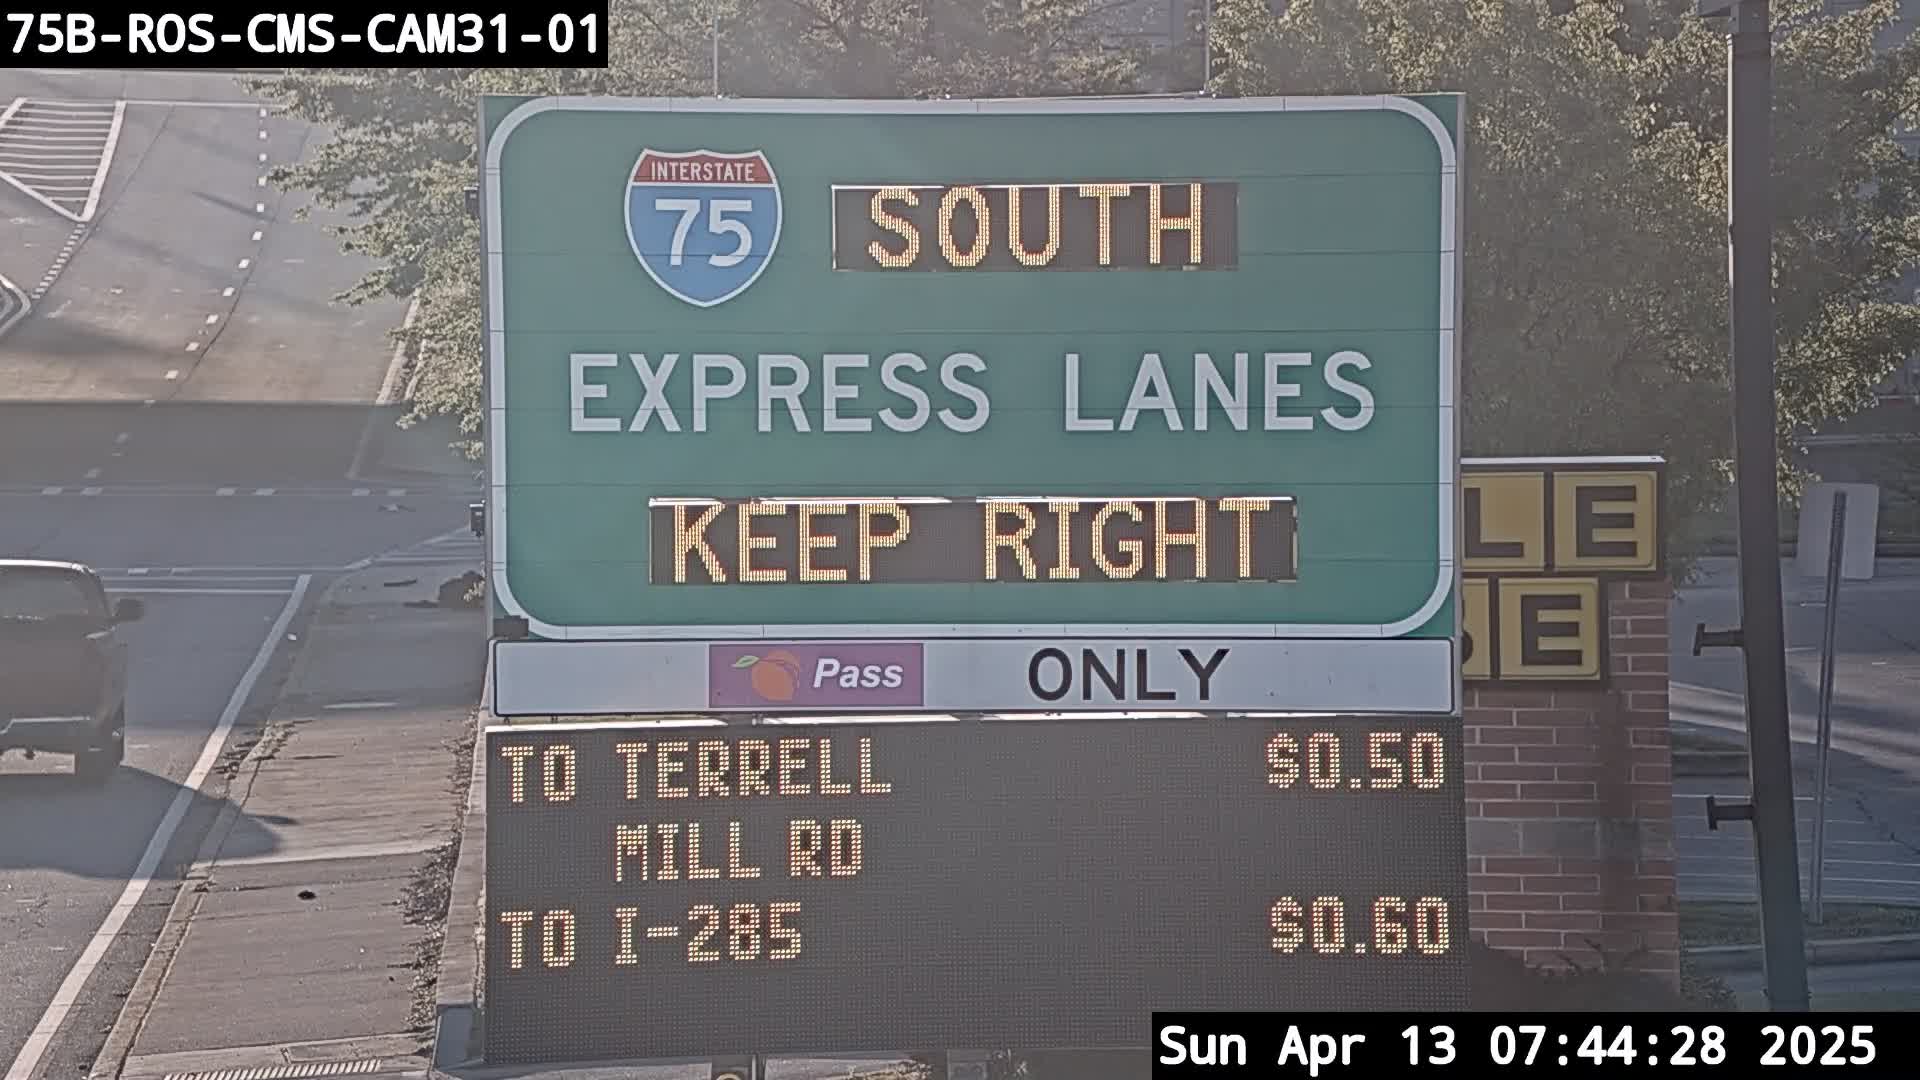 75B-ROS-CMS-CAM31-01
INTERSTATE
75
SOUTH
EXPRESS LANES
KEEP RIGHT
Pass ONLY
TO TERRELL $0.50
MILL RD
TO I-285 $0.60
LE
E
Sun Apr 13 07:44:28 2025